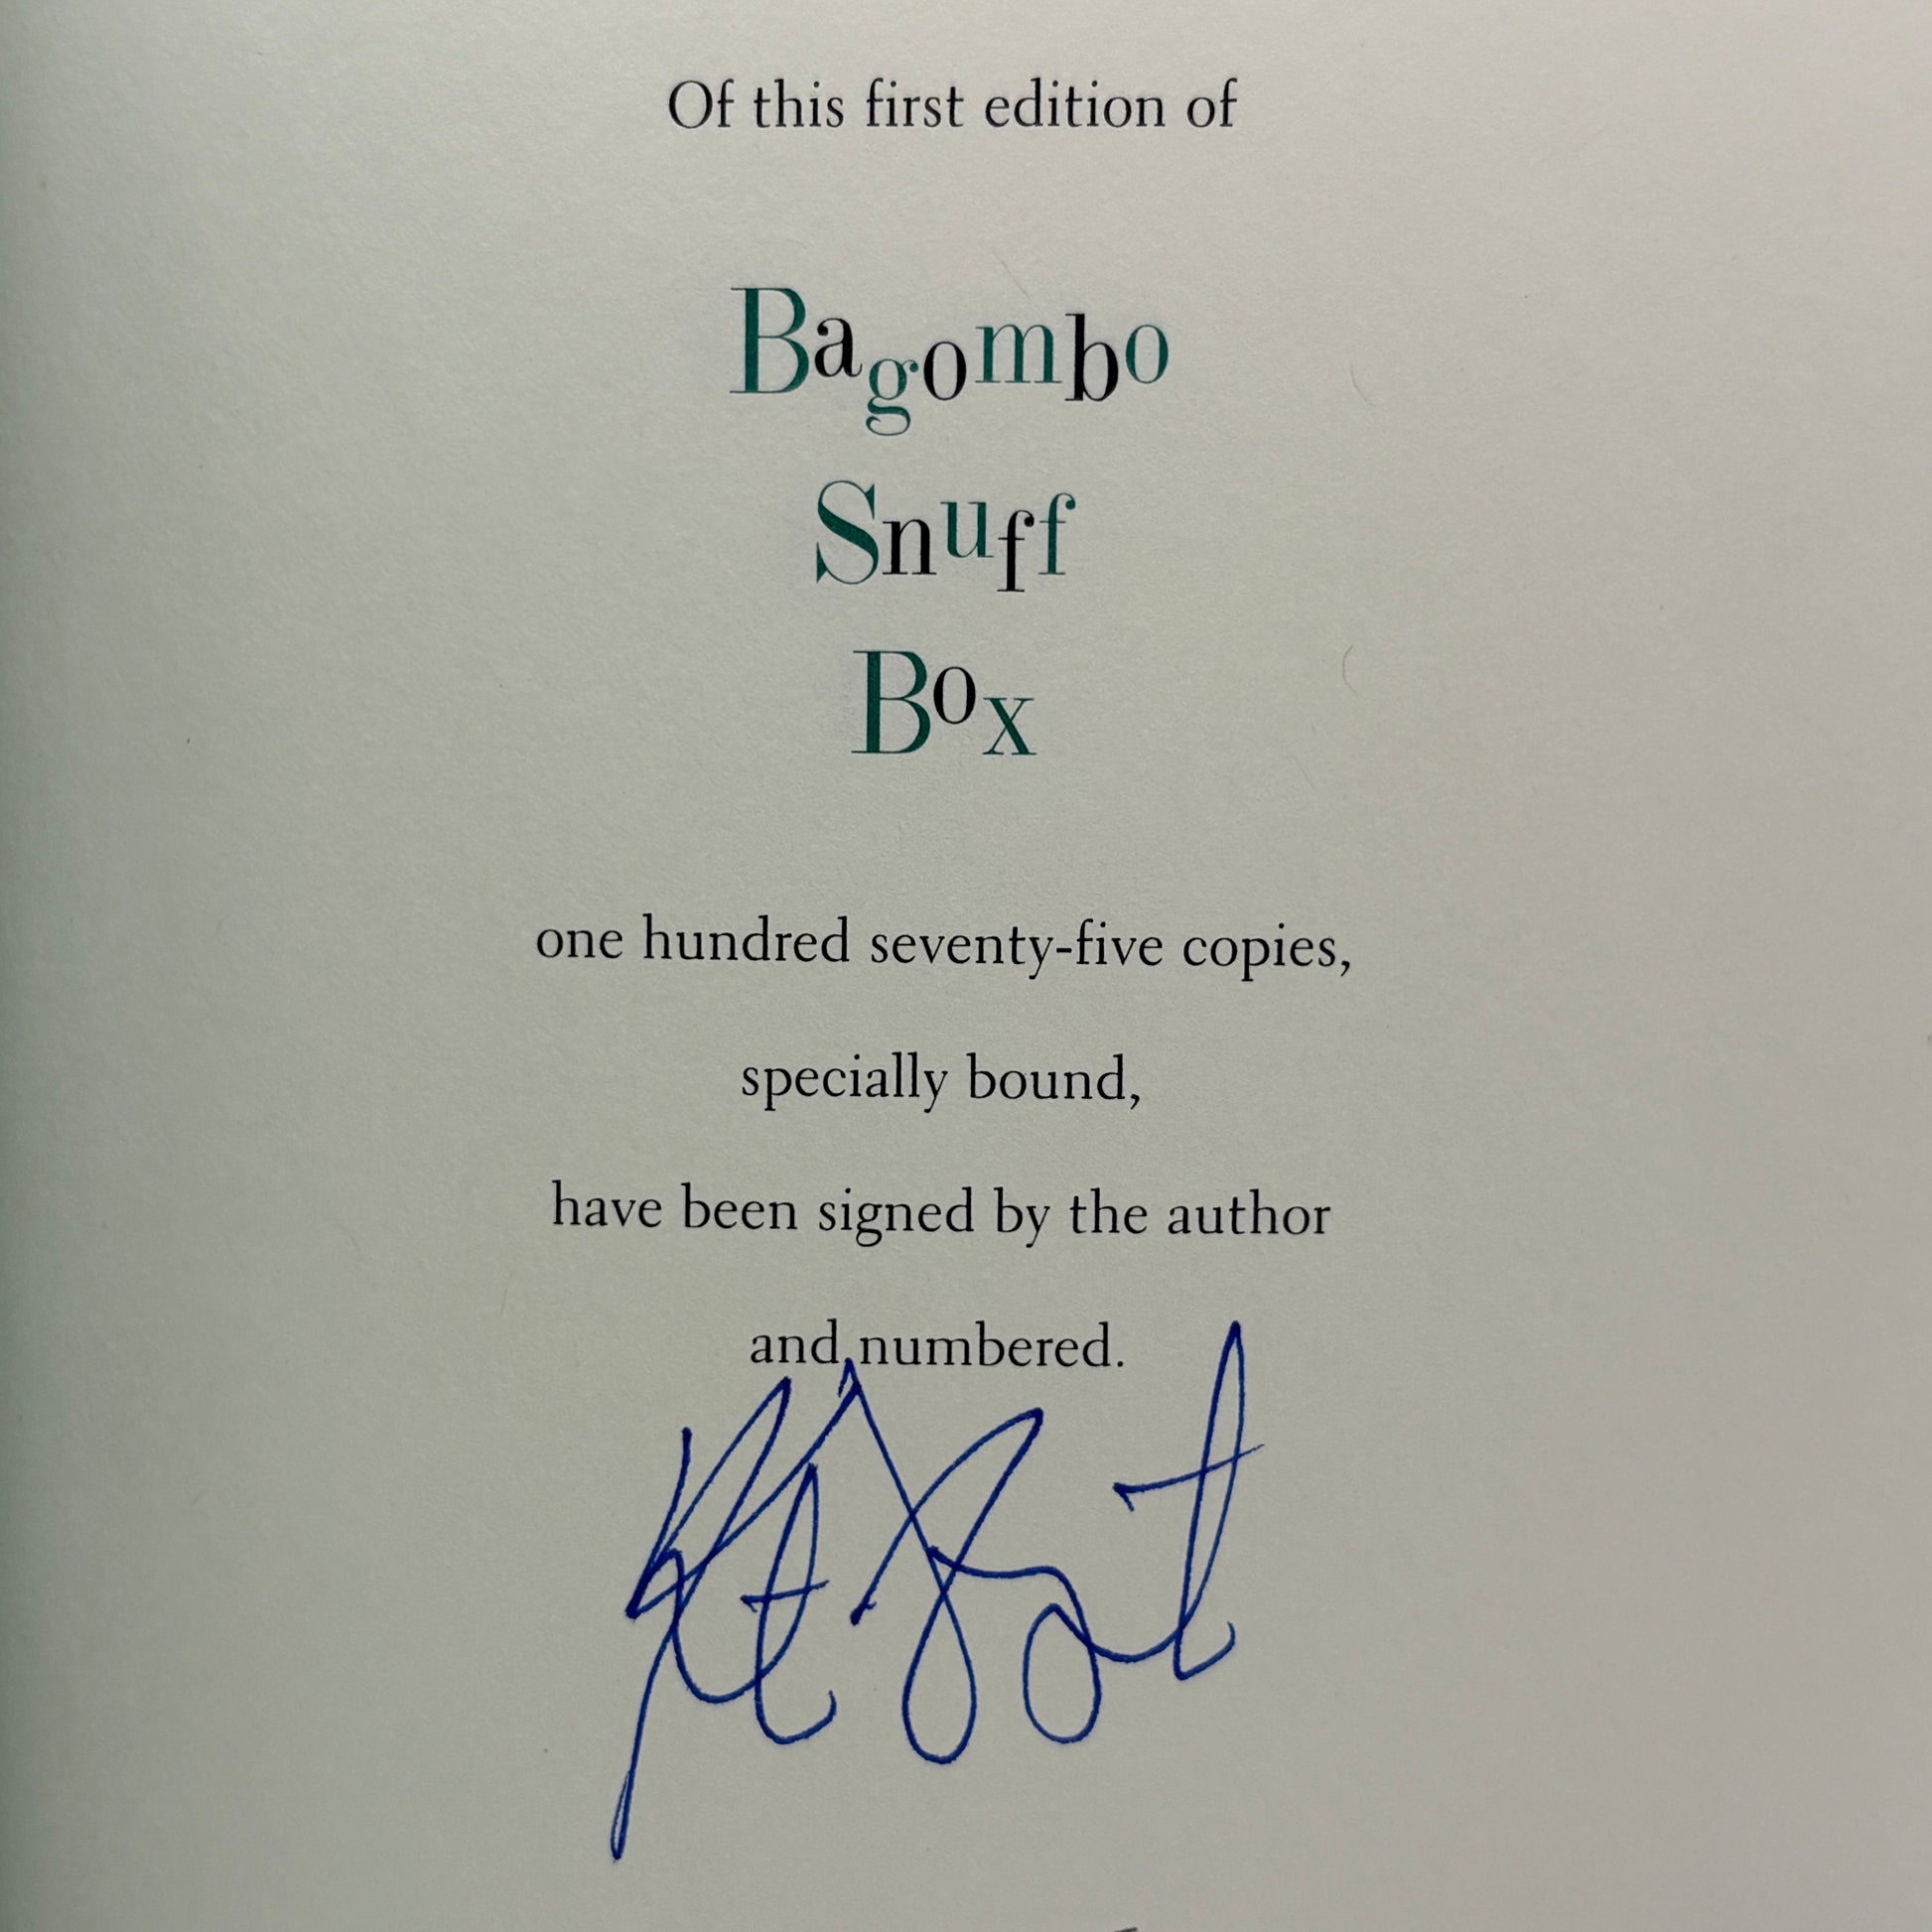 Of this first edition of
Bagombo
Snuff
Box
one hundred seventy-five copies,
specially bound,
have been signed by the author
and numbered.